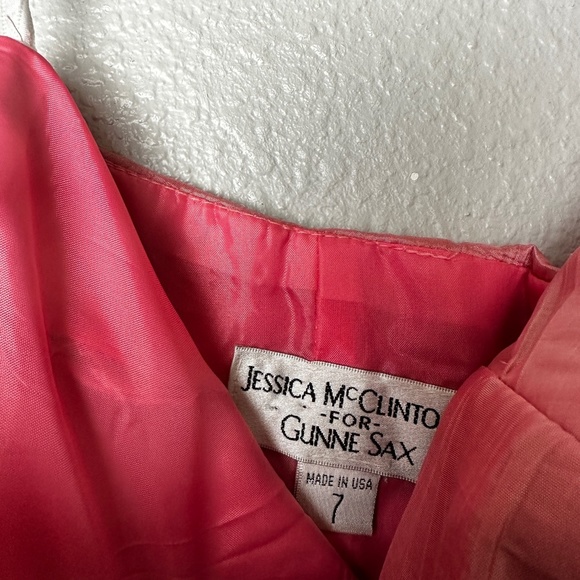 JESSICA McCLINTO
-FOR-
GUNNE SAX
MADE IN USA
7